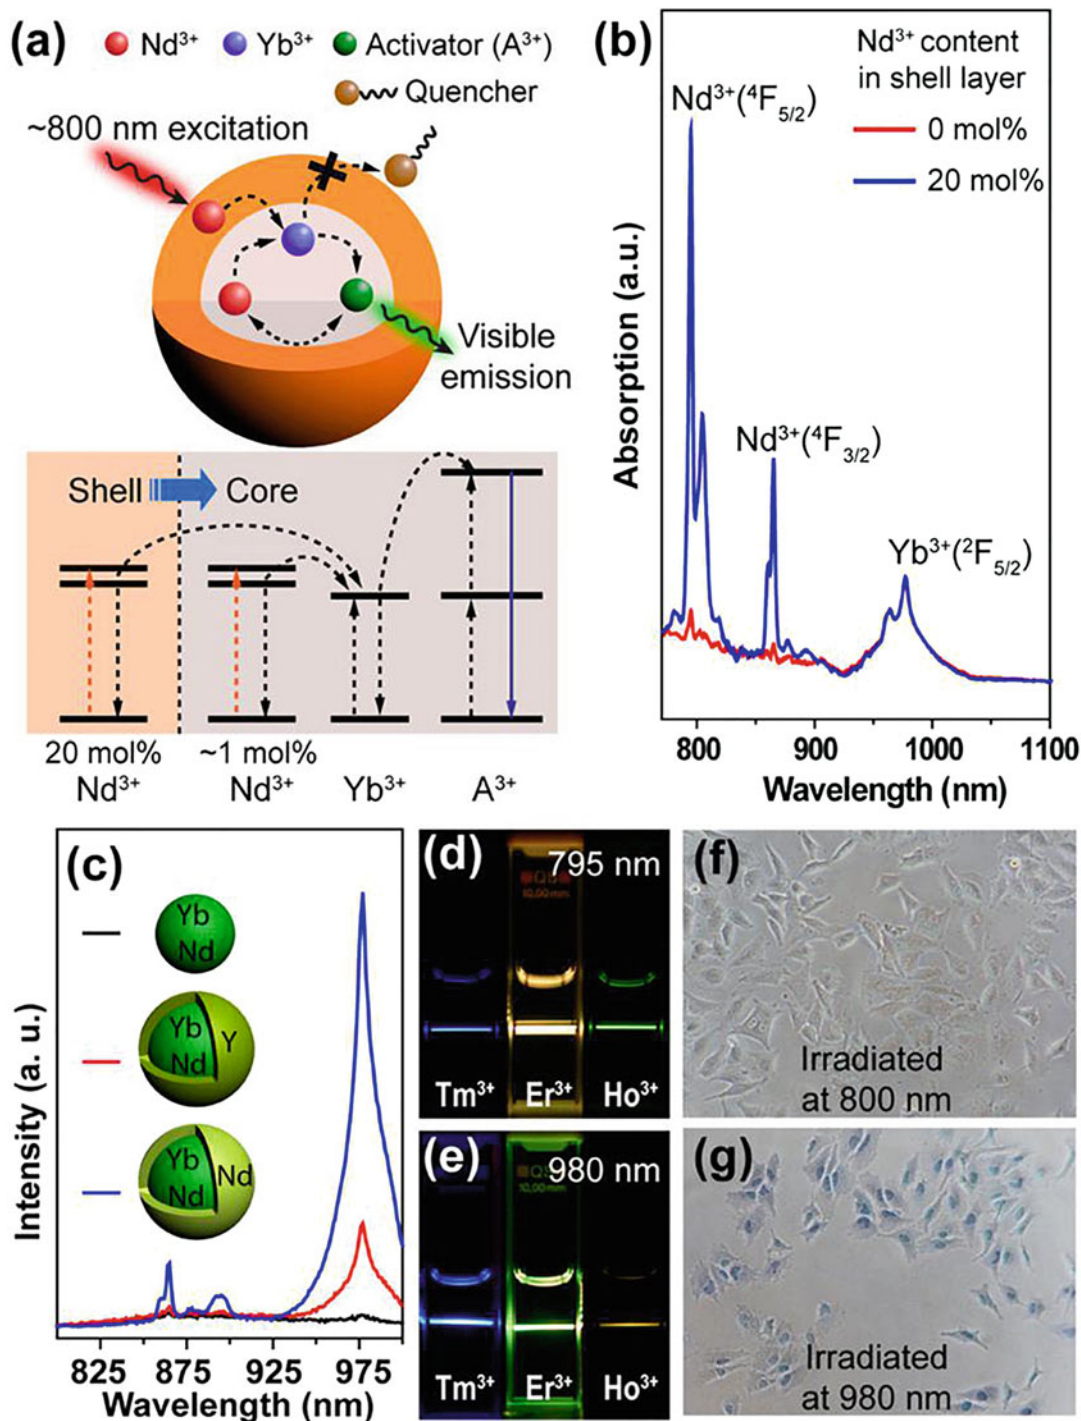 (a)
Nd³⁺
Yb³⁺
Activator (A³⁺)
Quencher
~800 nm excitation
Visible
emission
Shell
Core
20 mol%
~1 mol%
Nd³⁺
Nd³⁺
Yb³⁺
A³⁺
(b)
Nd³⁺ content
in shell layer
0 mol%
20 mol%
Nd³⁺(⁴F₅/₂)
Nd³⁺(⁴F₃/₂)
Yb³⁺(²F₅/₂)
Absorption (a.u.)
800
900
1000
1100
Wavelength (nm)
(c)
Yb
Nd
Yb
Nd
Y
Yb
Nd
Nd
Intensity (a. u.)
825
875
925
975
Wavelength (nm)
(d)
795 nm
10,00mm
Tm³⁺
Er³⁺
Ho³⁺
(e)
980 nm
10,00mm
Tm³⁺
Er³⁺
Ho³⁺
(f)
Irradiated
at 800 nm
(g)
Irradiated
at 980 nm